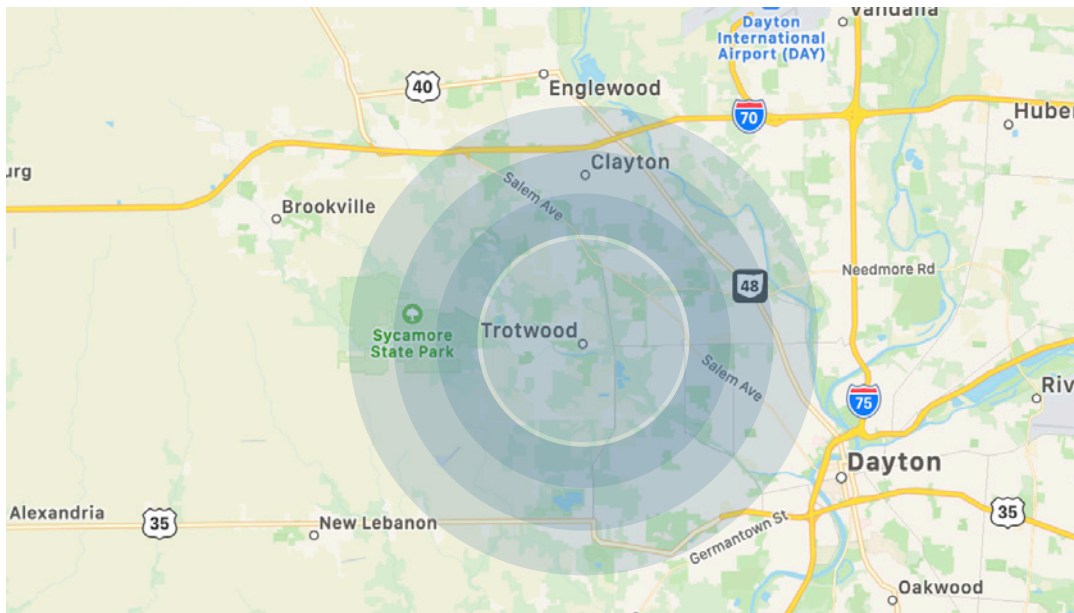 Vandalia
Dayton
International
Airport (DAY)
40
Englewood
70
Huber
Clayton
urg
Salem Ave
Brookville
Needmore Rd
48
Sycamore
State Park
Trotwood
Salem Ave
75
Riv
Dayton
Alexandria
35
New Lebanon
35
Germantown St
Oakwood